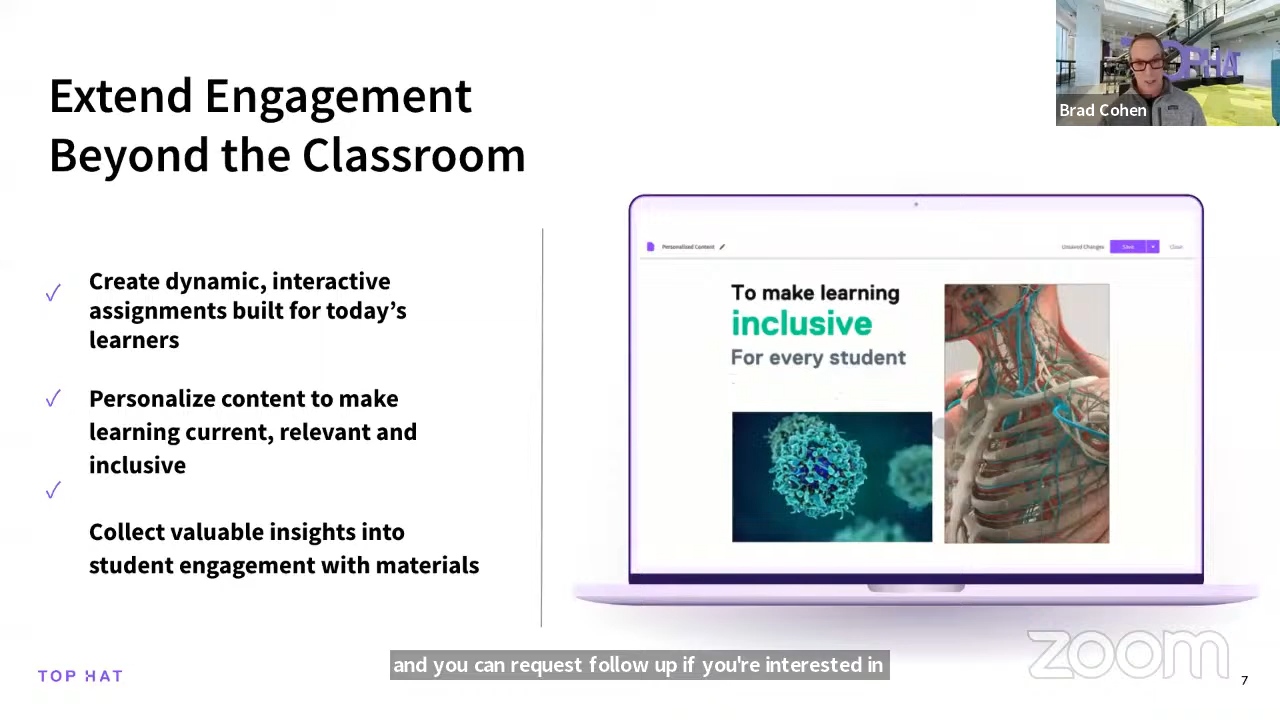 Extend Engagement
Beyond the Classroom
TOPHAT
Brad Cohen
Create dynamic, interactive
assignments built for today’s
learners
Personalize content to make
learning current, relevant and
inclusive
Collect valuable insights into
student engagement with materials
Personalized Content
Unsaved Changes
Save
Close
To make learning
inclusive
For every student
zoom
and you can request follow up if you're interested in
TOP HAT
7